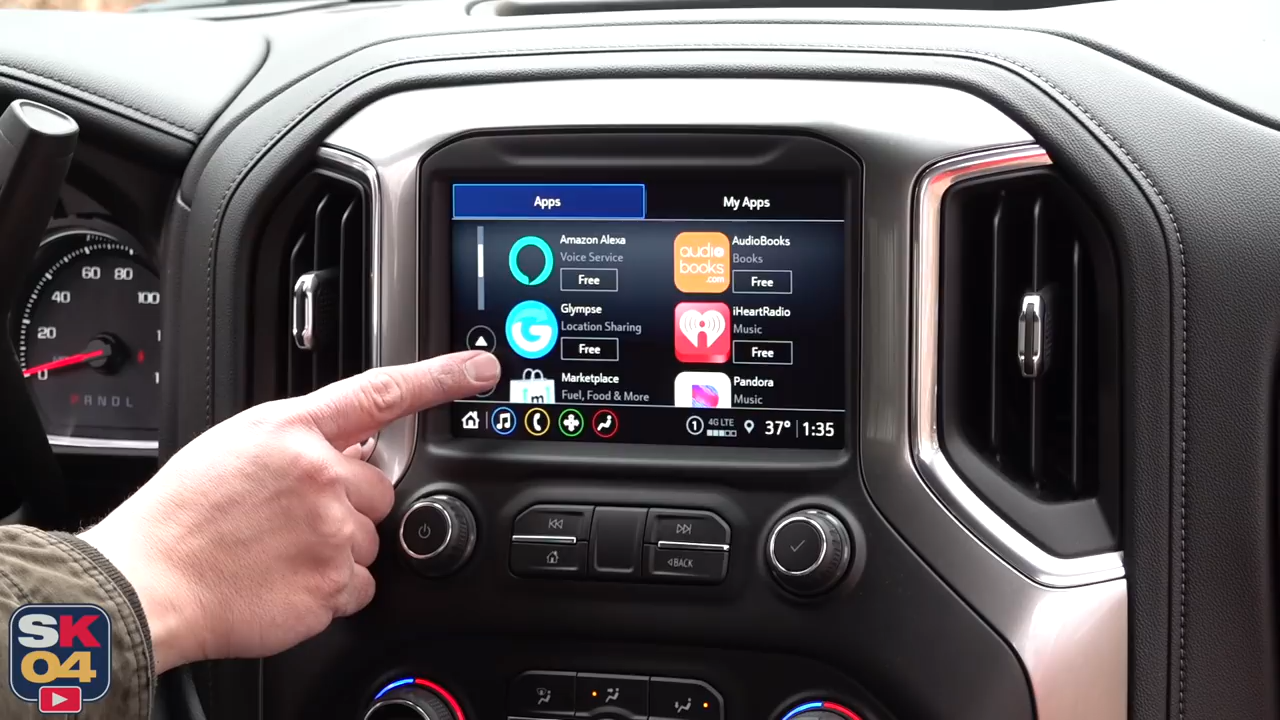 Apps
My Apps
Amazon Alexa
Voice Service
Free
audio
books
.com
AudioBooks
Books
Free
Glympse
Location Sharing
Free
iHeartRadio
Music
Free
Marketplace
Fuel, Food & More
m
Pandora
Music
1
4G LTE
37° 1:35
60 80
40
100
20
0
1
P R N D L
BACK
SK
04